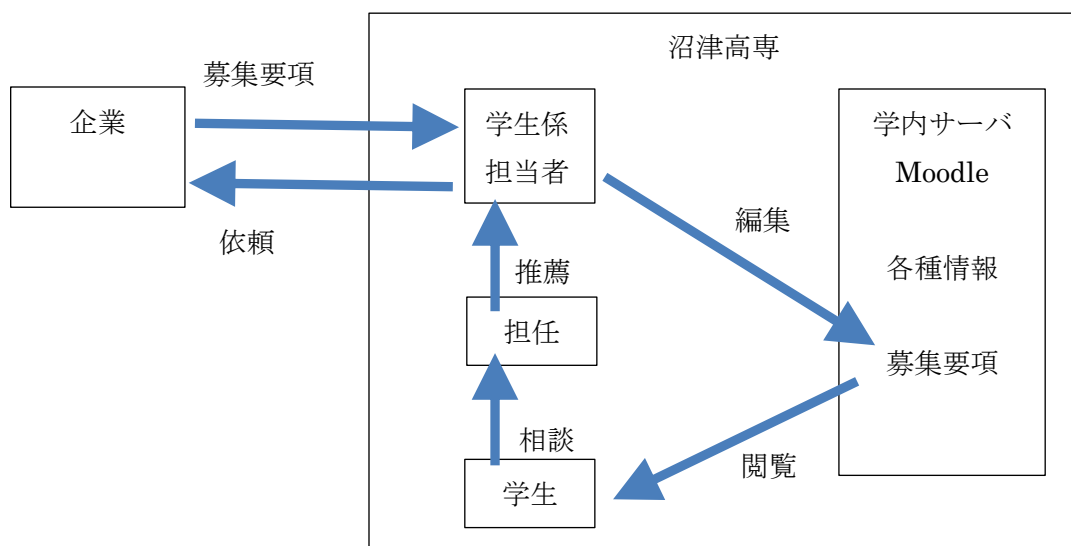 沼津高専
募集要項
企業
学生係
担当者
学内サーバ
Moodle
依頼
編集
推薦
各種情報
担任
募集要項
相談
閲覧
学生